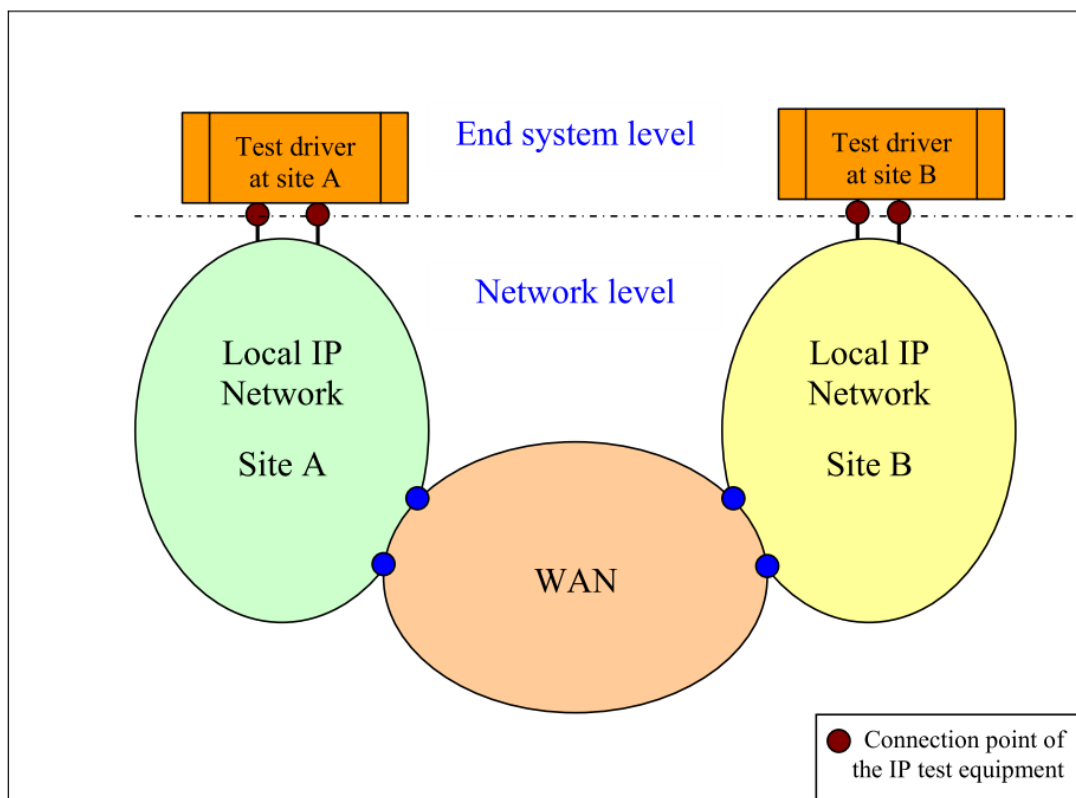 Test driver
at site A
End system level
Test driver
at site B
Network level
Local IP
Network
Site A
Local IP
Network
Site B
WAN
Connection point of
the IP test equipment